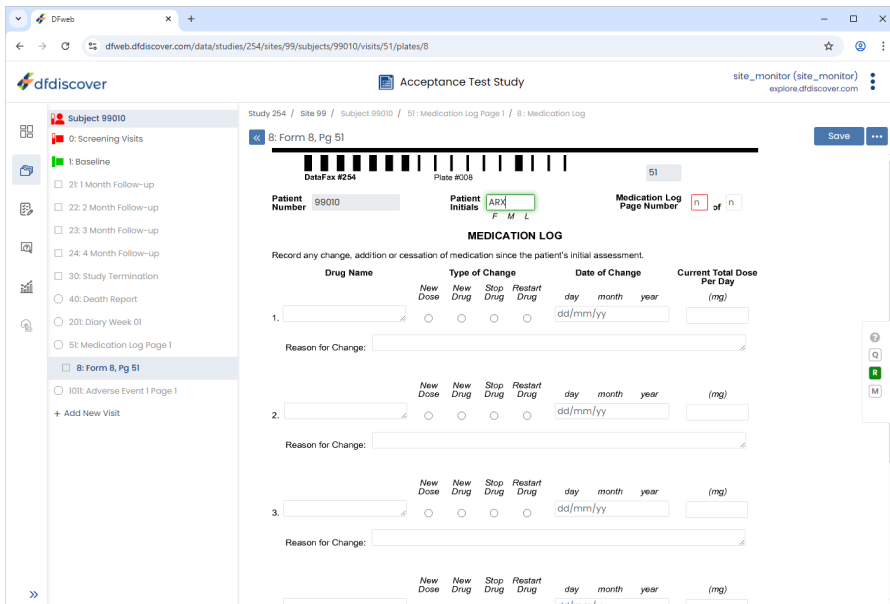 DFweb
dfweb.dfdiscover.com/data/studies/254/sites/99/subjects/99010/visits/51/plates/8
dfdiscover
Acceptance Test Study
site_monitor (site_monitor)
explore.dfdiscover.com
Subject 99010
0: Screening Visits
1: Baseline
21: 1 Month Follow-up
22: 2 Month Follow-up
23: 3 Month Follow-up
24: 4 Month Follow-up
30: Study Termination
40: Death Report
201: Diary Week 01
51: Medication Log Page 1
8: Form 8, Pg 51
1011: Adverse Event 1 Page 1
+ Add New Visit
Study 254 / Site 99 / Subject 99010 / 51 : Medication Log Page 1 / 8 : Medication Log
« 8: Form 8, Pg 51
Save
DataFax #254
Plate #008
51
Patient Number 99010
Patient Initials ARX
F M L
Medication Log Page Number n of n
MEDICATION LOG
Record any change, addition or cessation of medication since the patient's initial assessment.
Drug Name Type of Change Date of Change Current Total Dose Per Day
New Dose New Drug Stop Drug Restart Drug day month year (mg)
1. dd/mm/yy
Reason for Change:
New Dose New Drug Stop Drug Restart Drug day month year (mg)
2. dd/mm/yy
Reason for Change:
New Dose New Drug Stop Drug Restart Drug day month year (mg)
3. dd/mm/yy
Reason for Change:
New Dose New Drug Stop Drug Restart Drug day month year (mg)
Q
R
M